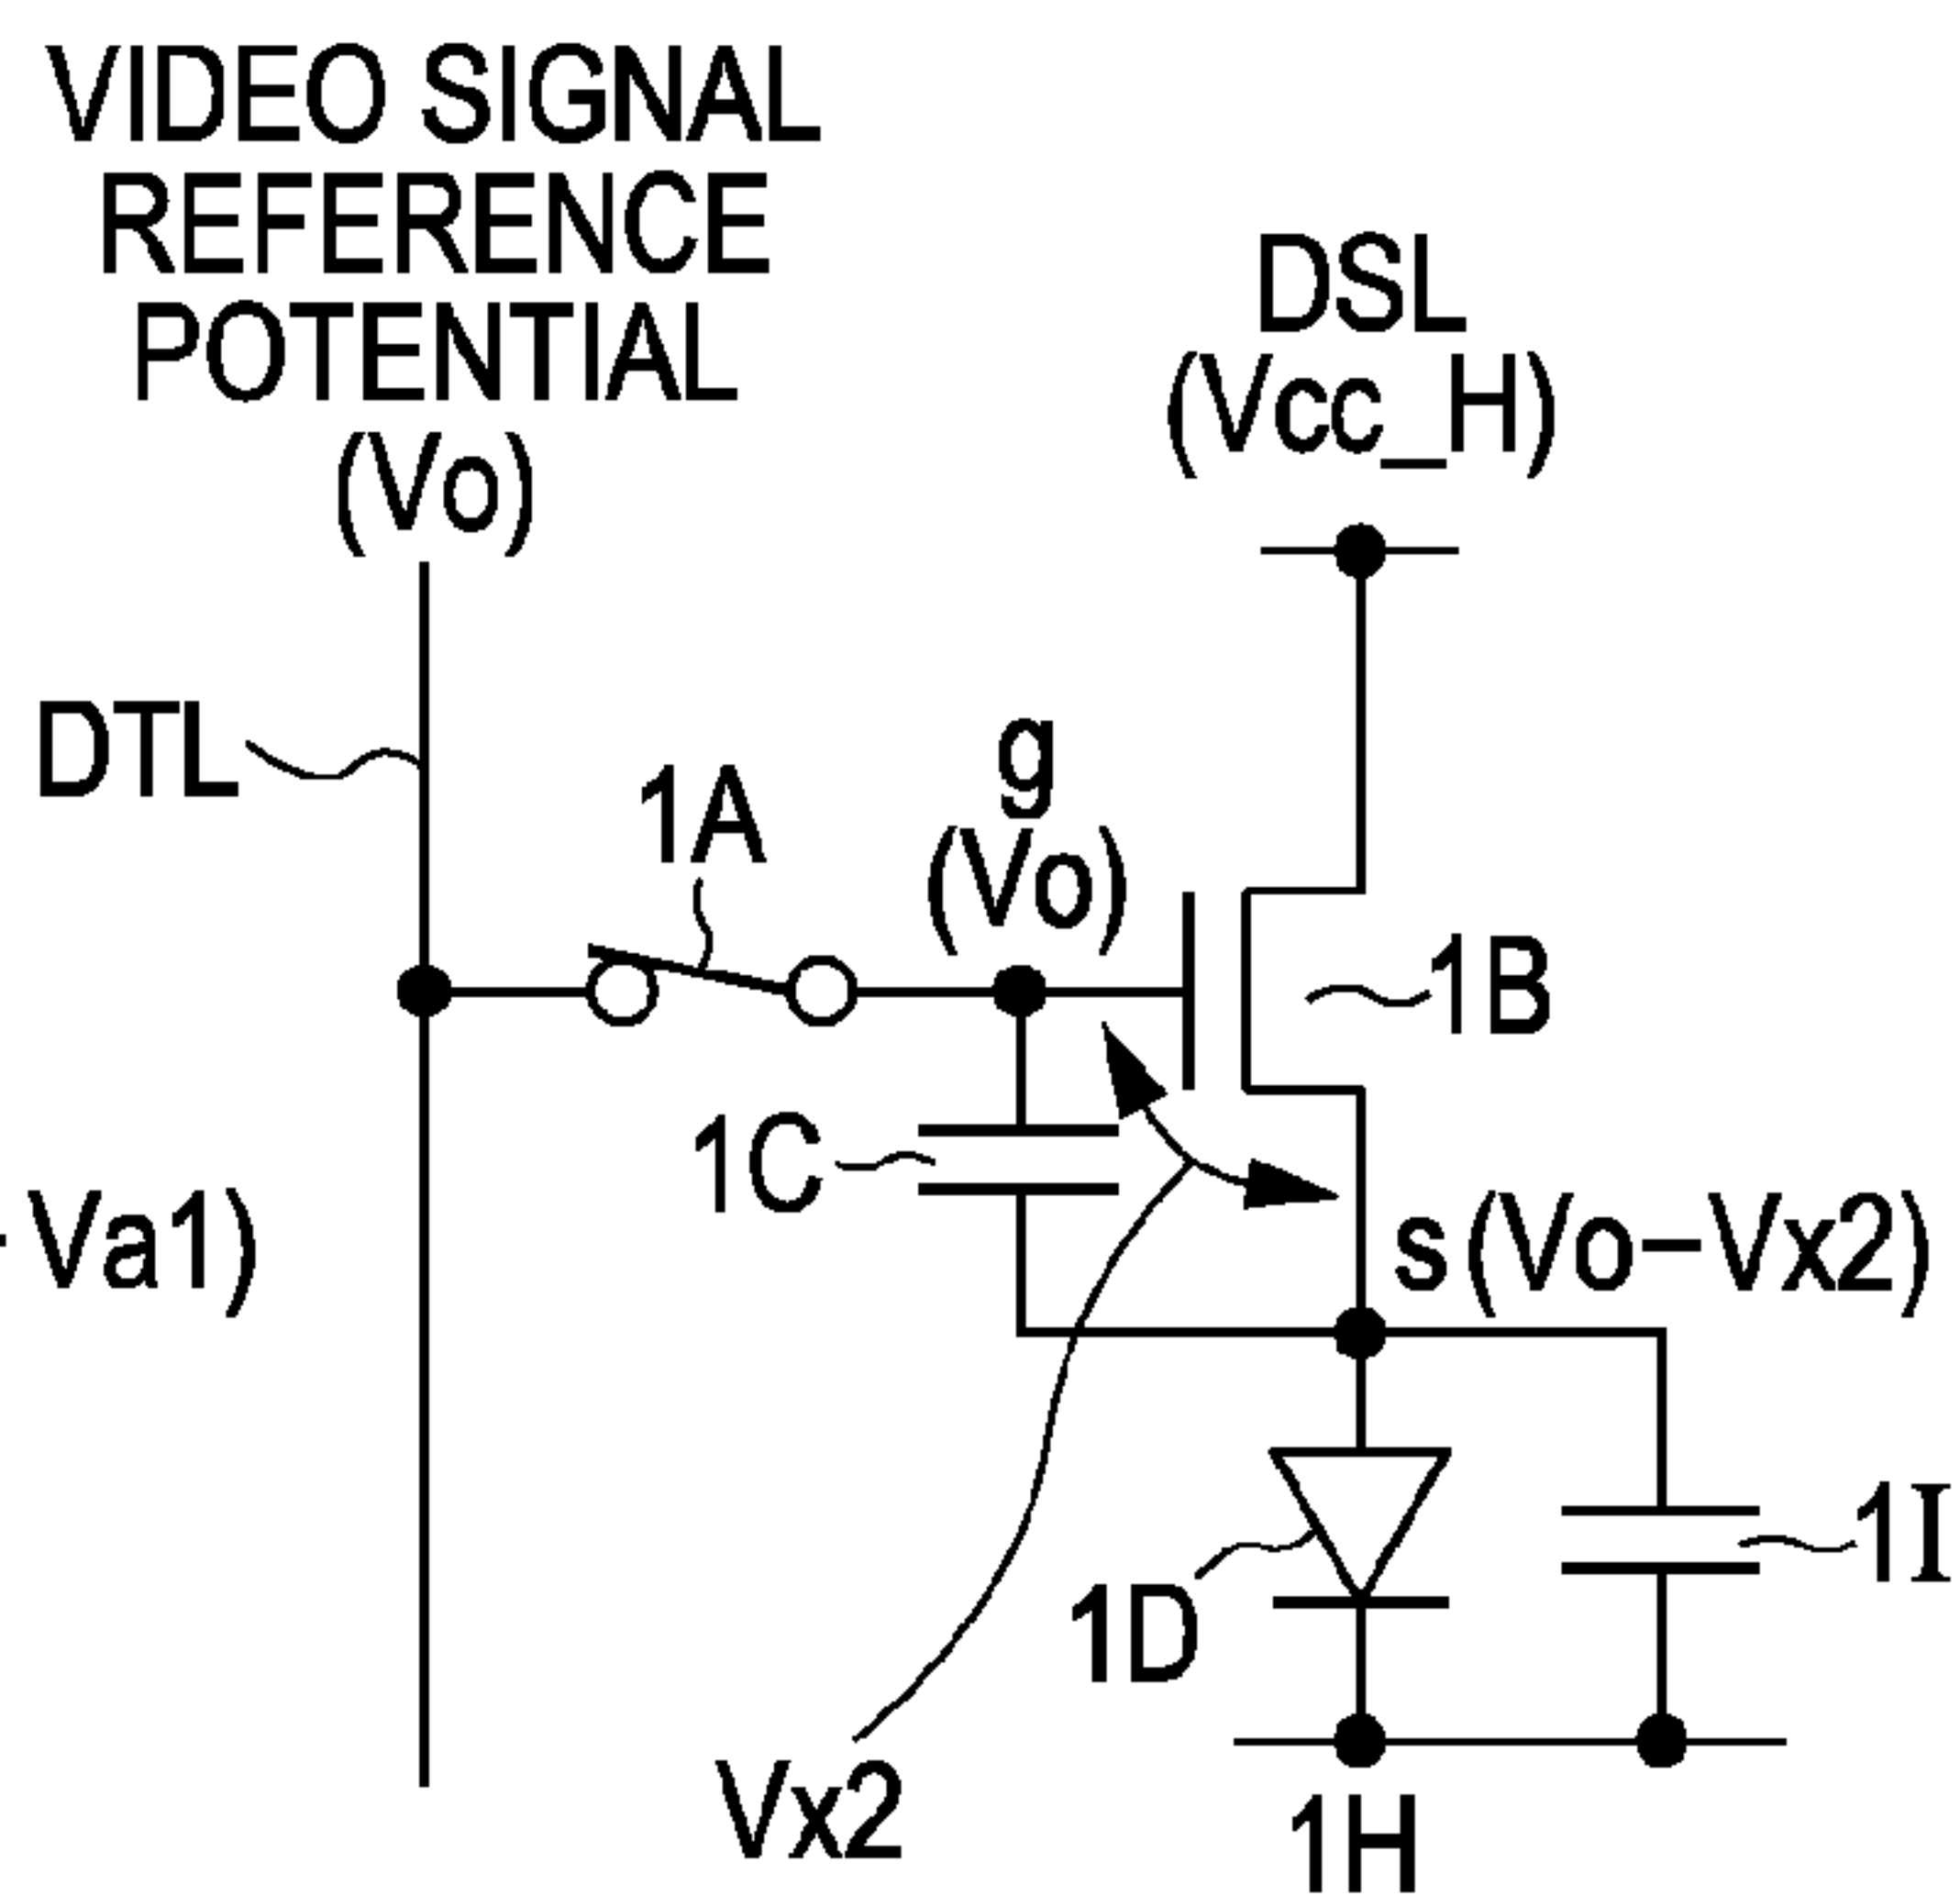 VIDEO SIGNAL
REFERENCE
POTENTIAL
(Vo)
DSL
(Vcc_H)
DTL
1A
g
(Vo)
1B
1C
-Va1)
s(Vo-Vx2)
1D
1I
Vx2
1H